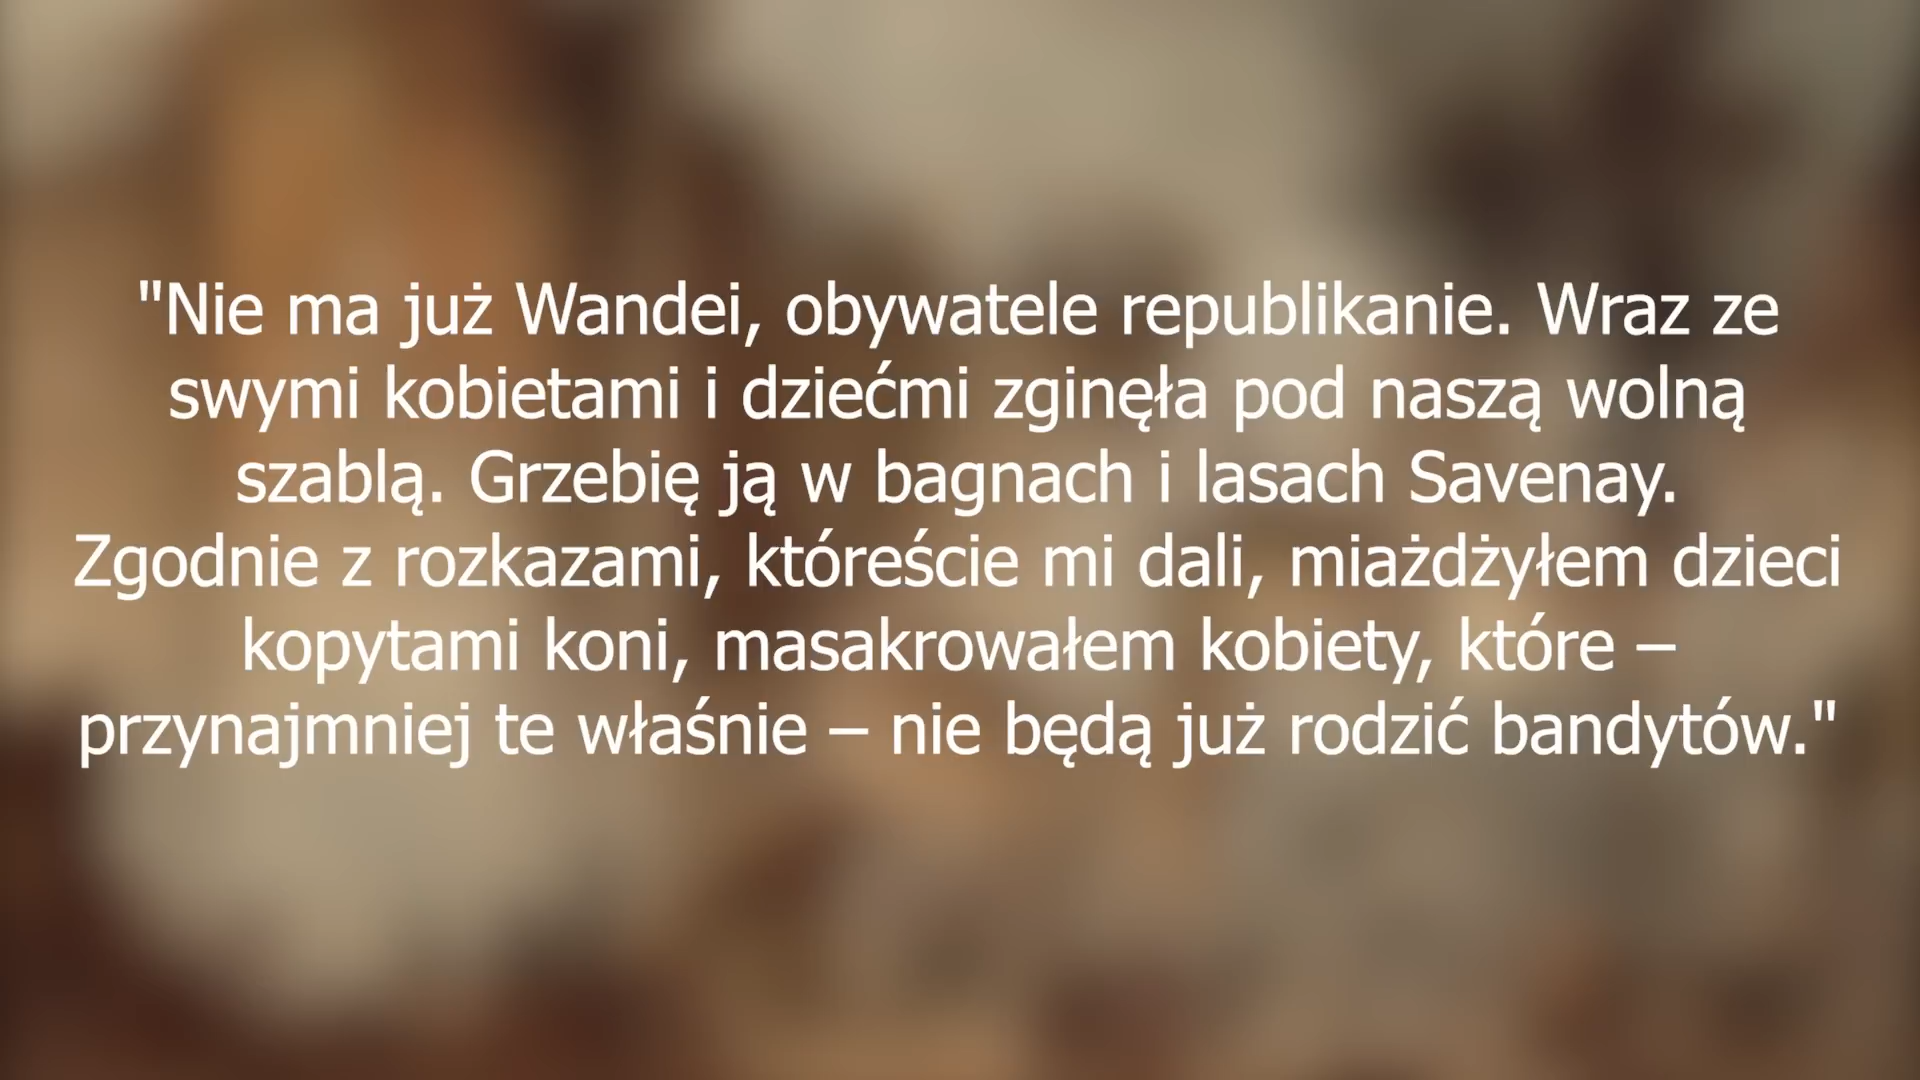 "Nie ma już Wandei, obywatele republikanie. Wraz ze
swymi kobietami i dziećmi zginęła pod naszą wolną
szablą. Grzebię ją w bagnach i lasach Savenay.
Zgodnie z rozkazami, któreście mi dali, miażdżyłem dzieci
kopytami koni, masakrowałem kobiety, które –
przynajmniej te właśnie – nie będą już rodzić bandytów."